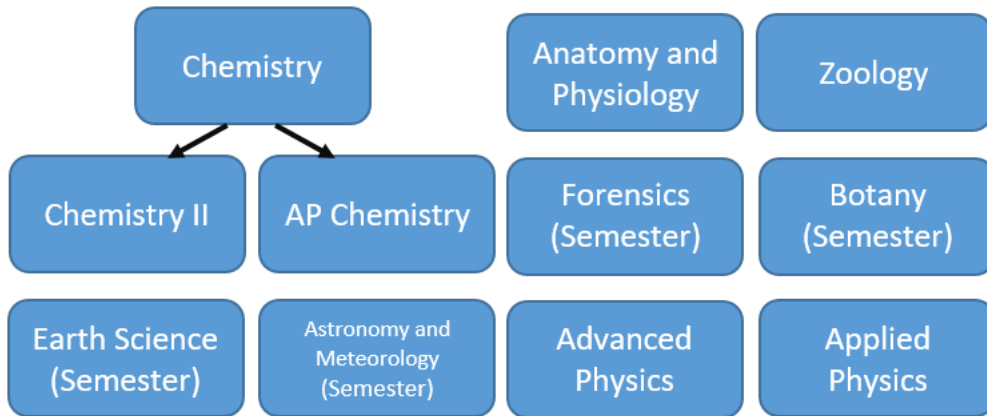 Chemistry
Anatomy and
Physiology
Zoology
Chemistry II
AP Chemistry
Forensics
(Semester)
Botany
(Semester)
Earth Science
(Semester)
Astronomy and
Meteorology
(Semester)
Advanced
Physics
Applied
Physics